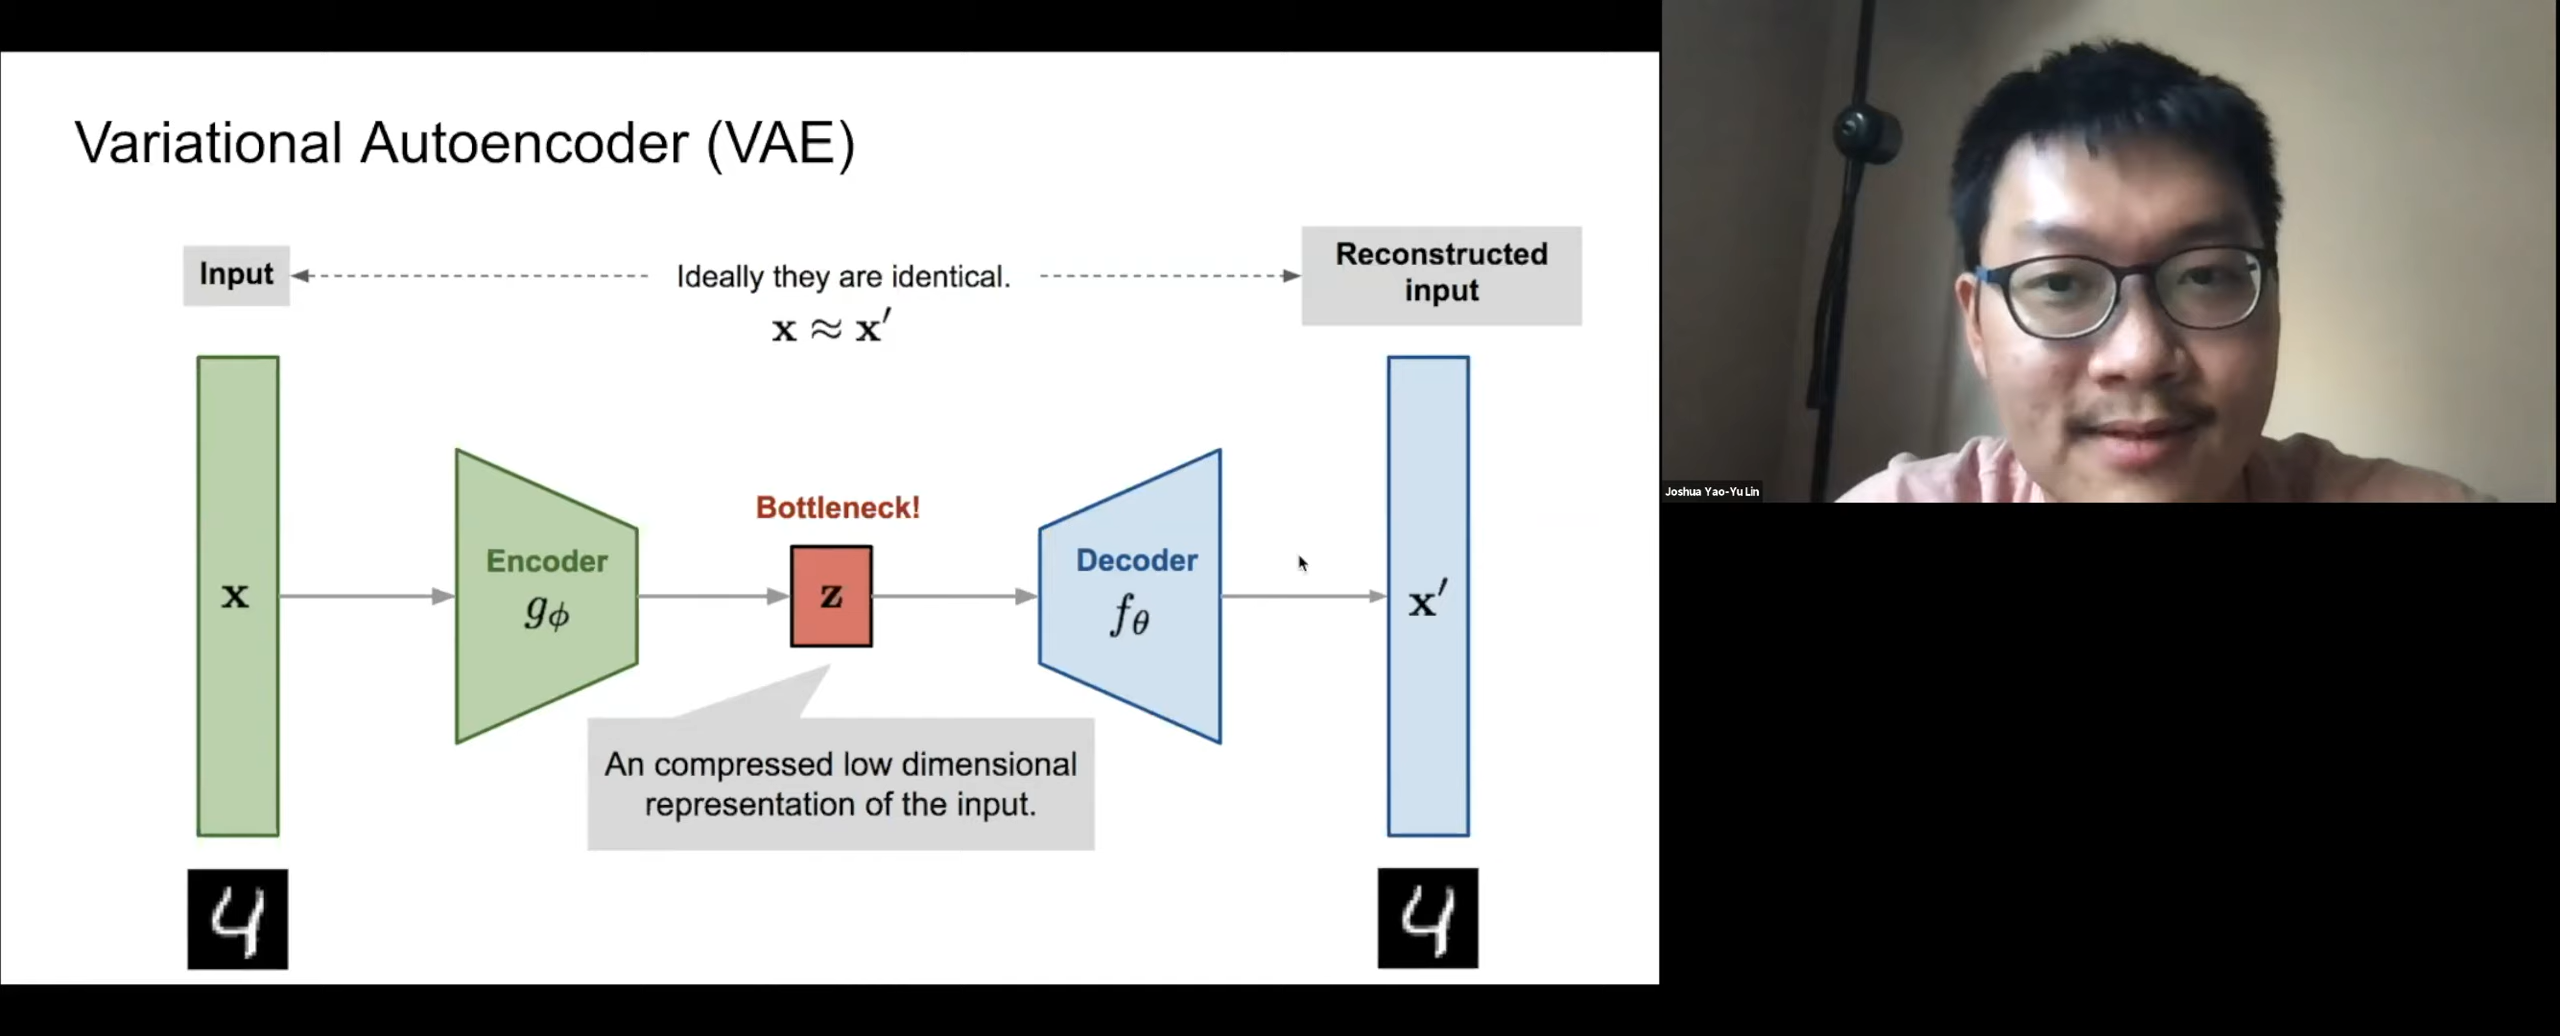 Variational Autoencoder (VAE)
Input
Ideally they are identical.
x ≈ x′
Reconstructed
input
Bottleneck!
x
Encoder
gϕ
z
Decoder
fθ
x′
An compressed low dimensional
representation of the input.
4
4
Joshua Yao-Yu Lin